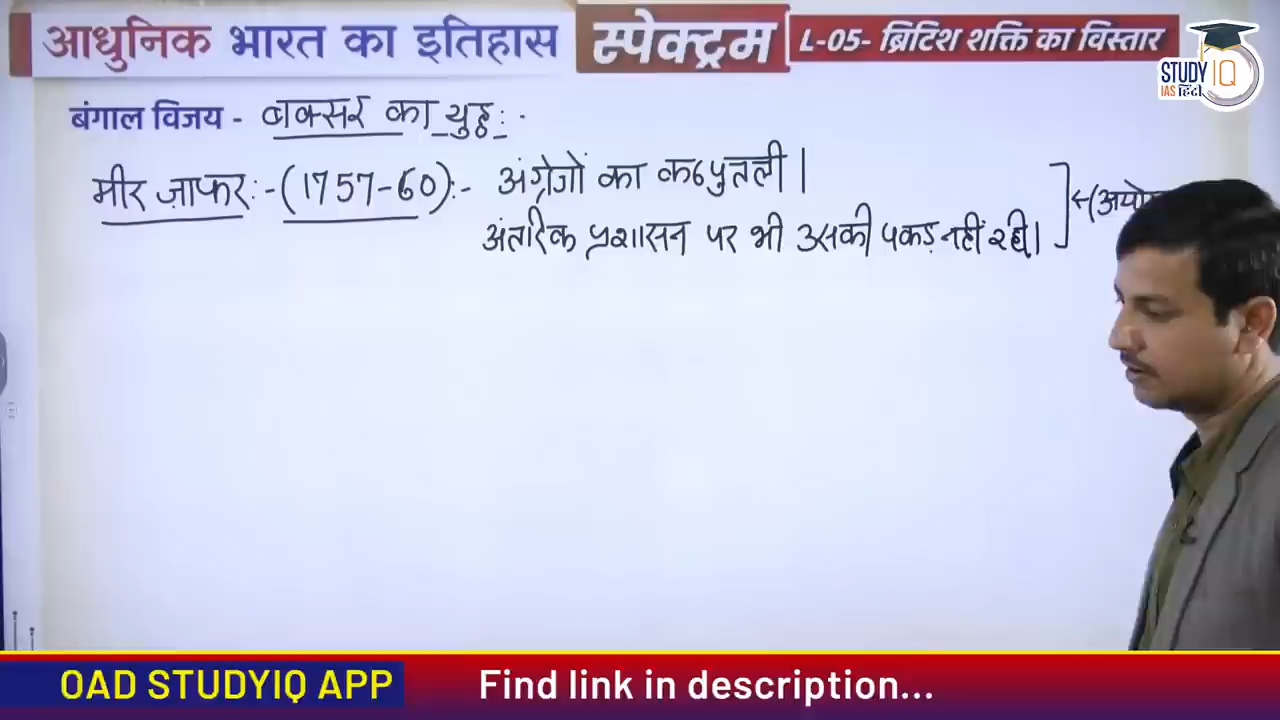 आधुनिक भारत का इतिहास स्पेक्ट्रम L-05- ब्रिटिश शक्ति का विस्तार
STUDY IQ
IAS हिंदी
बंगाल विजय - बाक्सर का युद्ध :-
मीर ज़ाफर :- (1757-60) :- अंग्रेजों का कठपुतली |
अंतरिक प्रशासन पर भी उसकी पकड़ नहीं रही |
OAD STUDYIQ APP Find link in description...